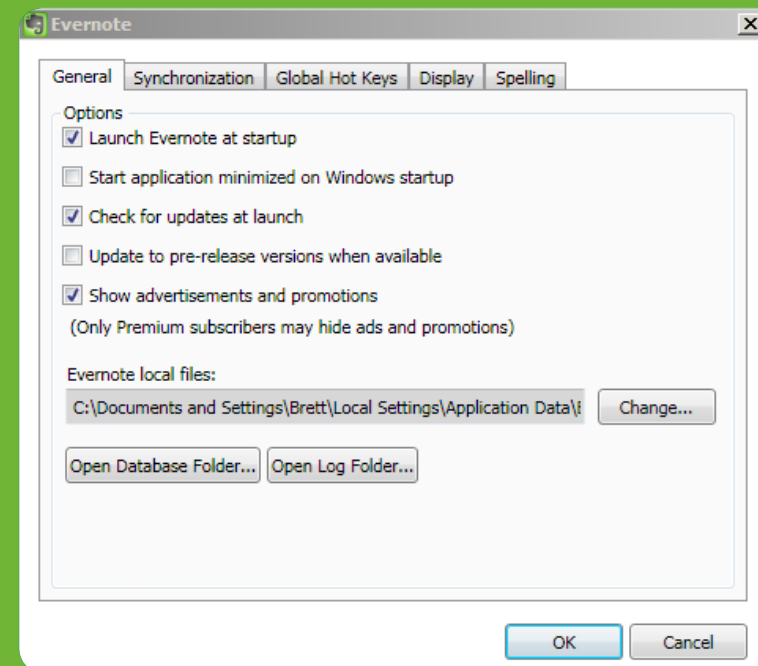 Evernote
General Synchronization Global Hot Keys Display Spelling
Options
Launch Evernote at startup
Start application minimized on Windows startup
Check for updates at launch
Update to pre-release versions when available
Show advertisements and promotions
(Only Premium subscribers may hide ads and promotions)
Evernote local files:
C:\Documents and Settings\Brett\Local Settings\Application Data\ Change...
Open Database Folder... Open Log Folder...
OK Cancel